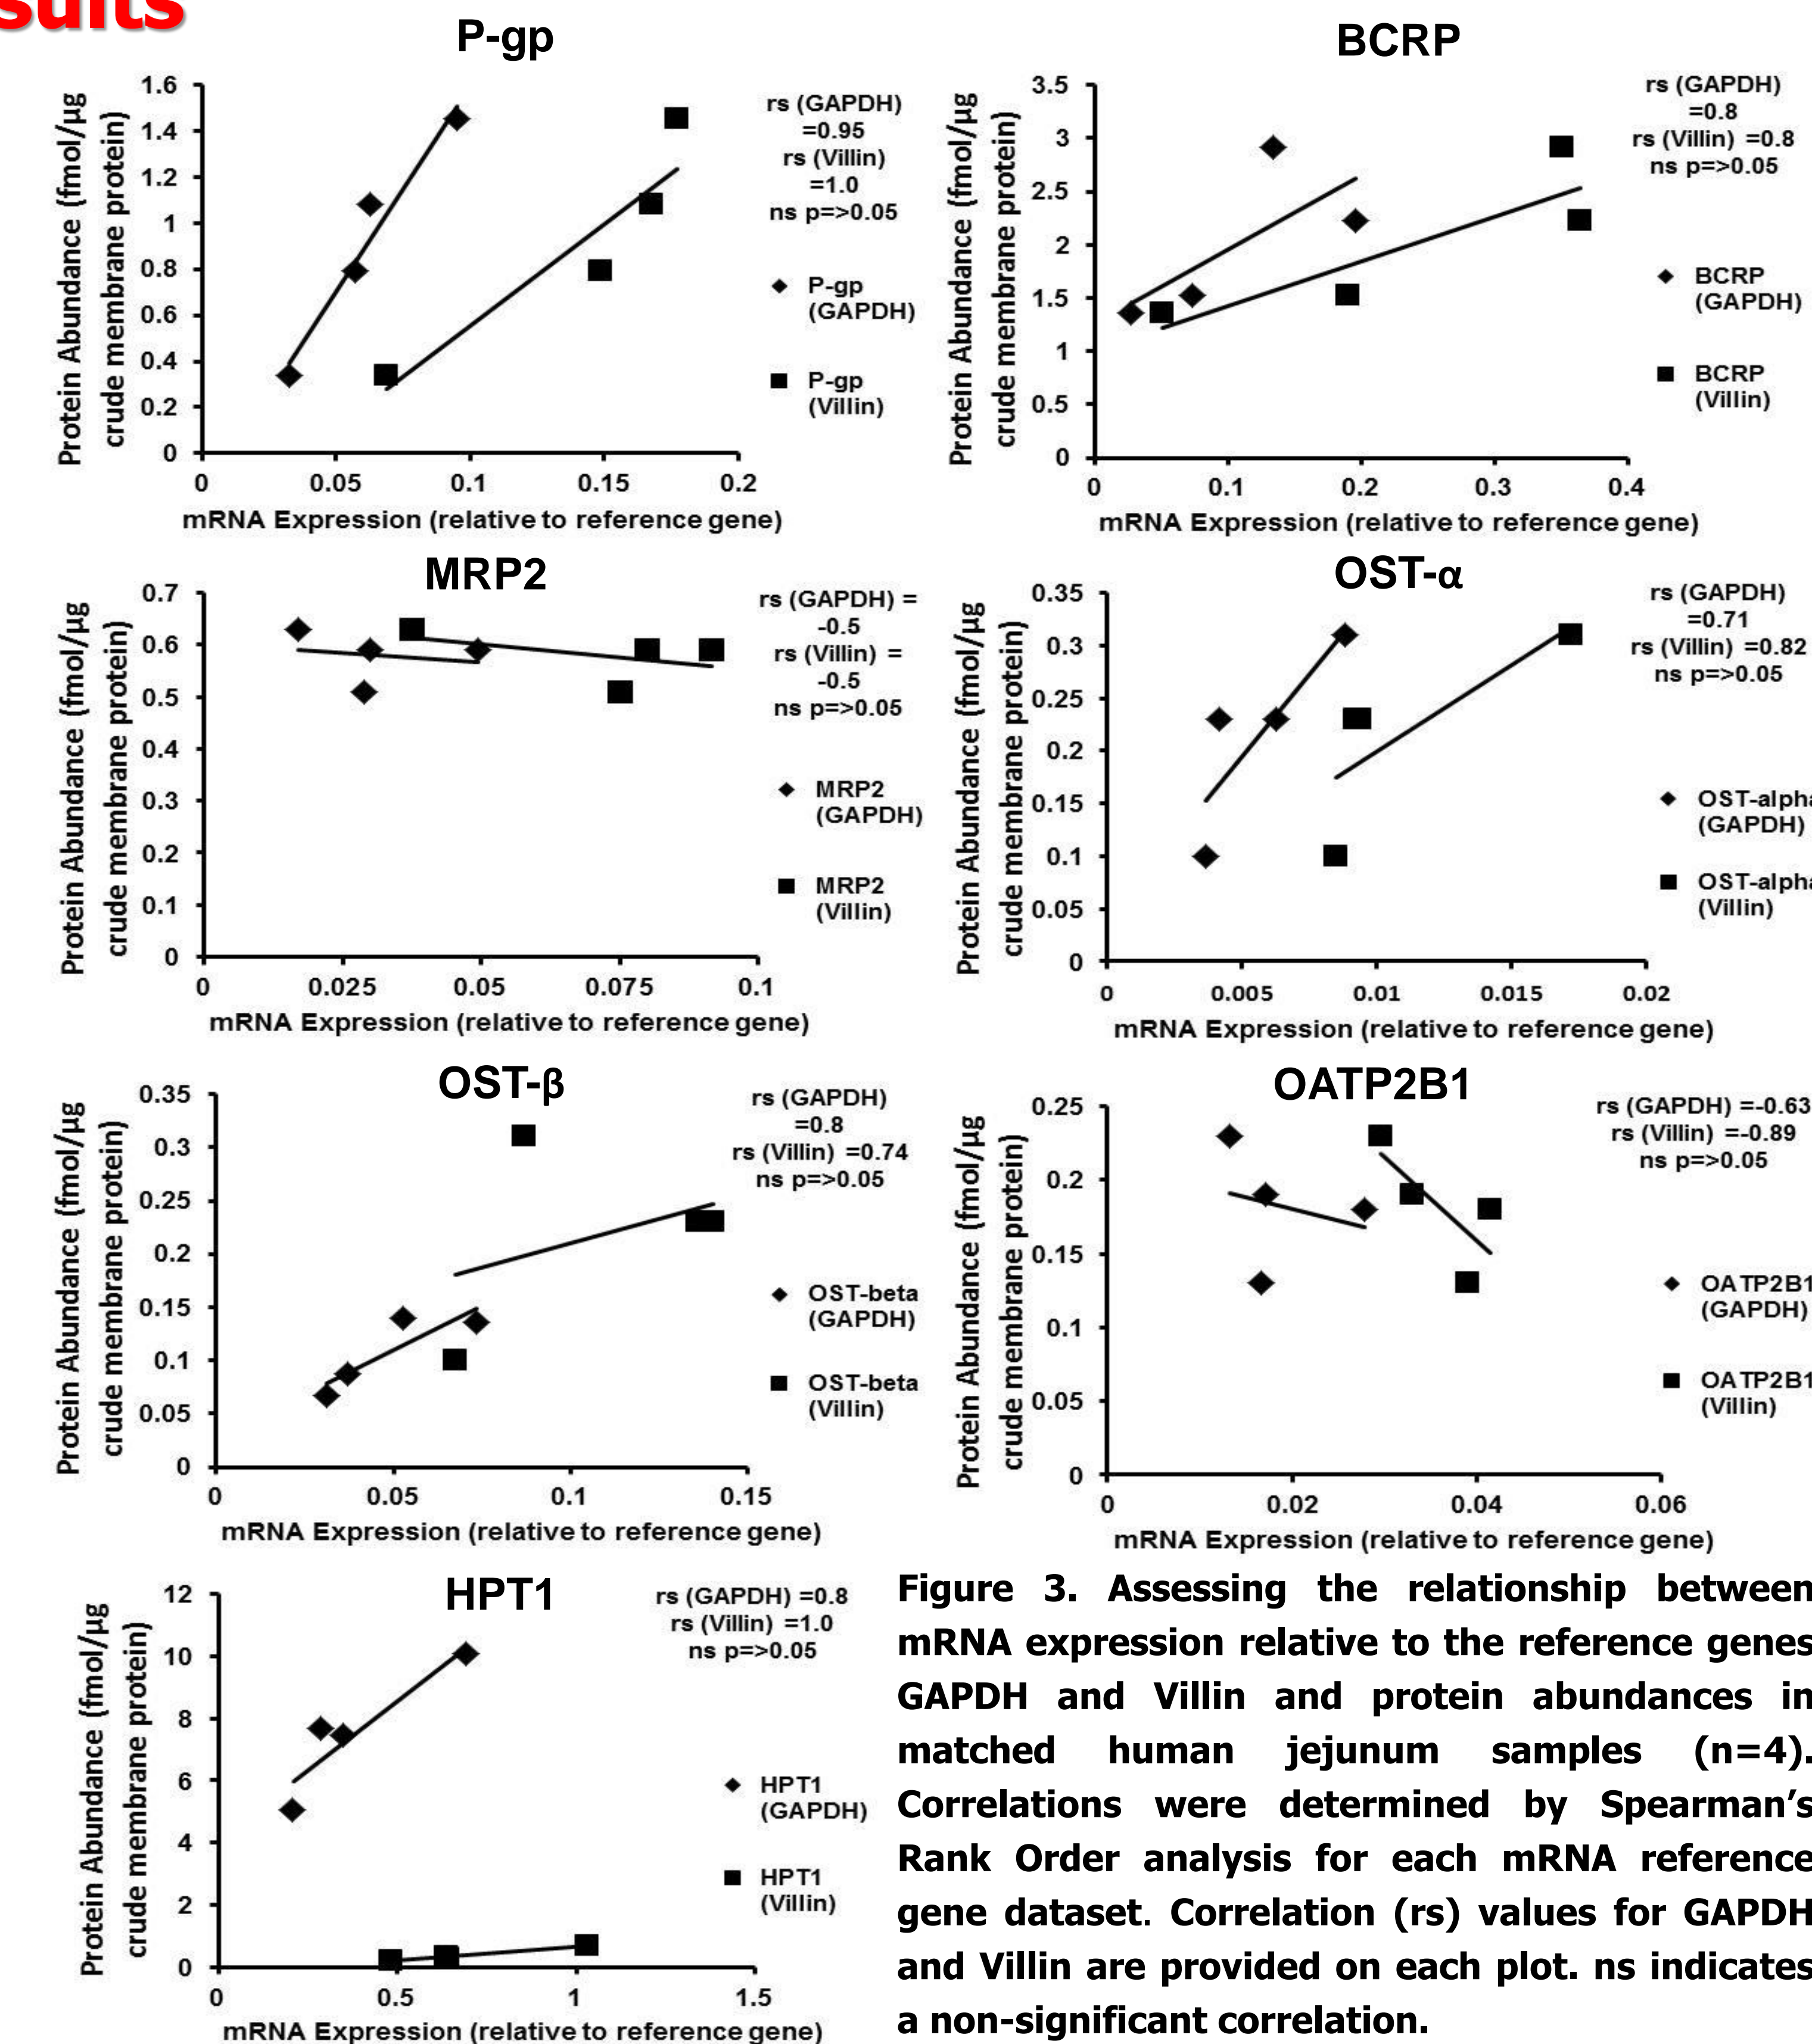 sults
P-gp
Protein Abundance (fmol/µg
crude membrane protein)
1.6
1.4
1.2
1
0.8
0.6
0.4
0.2
0
0 0.05 0.1 0.15 0.2
mRNA Expression (relative to reference gene)
rs (GAPDH)
=0.95
rs (Villin)
=1.0
ns p=>0.05
P-gp
(GAPDH)
P-gp
(Villin)
BCRP
Protein Abundance (fmol/µg
crude membrane protein)
3.5
3
2.5
2
1.5
1
0.5
0
0 0.1 0.2 0.3 0.4
mRNA Expression (relative to reference gene)
rs (GAPDH)
=0.8
rs (Villin) =0.8
ns p=>0.05
BCRP
(GAPDH)
BCRP
(Villin)
MRP2
Protein Abundance (fmol/µg
crude membrane protein)
0.7
0.6
0.5
0.4
0.3
0.2
0.1
0
0 0.025 0.05 0.075 0.1
mRNA Expression (relative to reference gene)
rs (GAPDH) =
-0.5
rs (Villin) =
-0.5
ns p=>0.05
MRP2
(GAPDH)
MRP2
(Villin)
OST-α
Protein Abundance (fmol/µg
crude membrane protein)
0.35
0.3
0.25
0.2
0.15
0.1
0.05
0
0 0.005 0.01 0.015 0.02
mRNA Expression (relative to reference gene)
rs (GAPDH)
=0.71
rs (Villin) =0.82
ns p=>0.05
OST-alpha
(GAPDH)
OST-alpha
(Villin)
OST-β
Protein Abundance (fmol/µg
crude membrane protein)
0.35
0.3
0.25
0.2
0.15
0.1
0.05
0
0 0.05 0.1 0.15
mRNA Expression (relative to reference gene)
rs (GAPDH)
=0.8
rs (Villin) =0.74
ns p=>0.05
OST-beta
(GAPDH)
OST-beta
(Villin)
OATP2B1
Protein Abundance (fmol/µg
crude membrane protein)
0.25
0.2
0.15
0.1
0.05
0
0 0.02 0.04 0.06
mRNA Expression (relative to reference gene)
rs (GAPDH) =-0.63
rs (Villin) =-0.89
ns p=>0.05
OATP2B1
(GAPDH)
OATP2B1
(Villin)
HPT1
Protein Abundance (fmol/µg
crude membrane protein)
12
10
8
6
4
2
0
0 0.5 1 1.5
mRNA Expression (relative to reference gene)
rs (GAPDH) =0.8
rs (Villin) =1.0
ns p=>0.05
HPT1
(GAPDH)
HPT1
(Villin)
Figure 3. Assessing the relationship between
mRNA expression relative to the reference genes
GAPDH and Villin and protein abundances in
matched human jejunum samples (n=4).
Correlations were determined by Spearman’s
Rank Order analysis for each mRNA reference
gene dataset. Correlation (rs) values for GAPDH
and Villin are provided on each plot. ns indicates
a non-significant correlation.